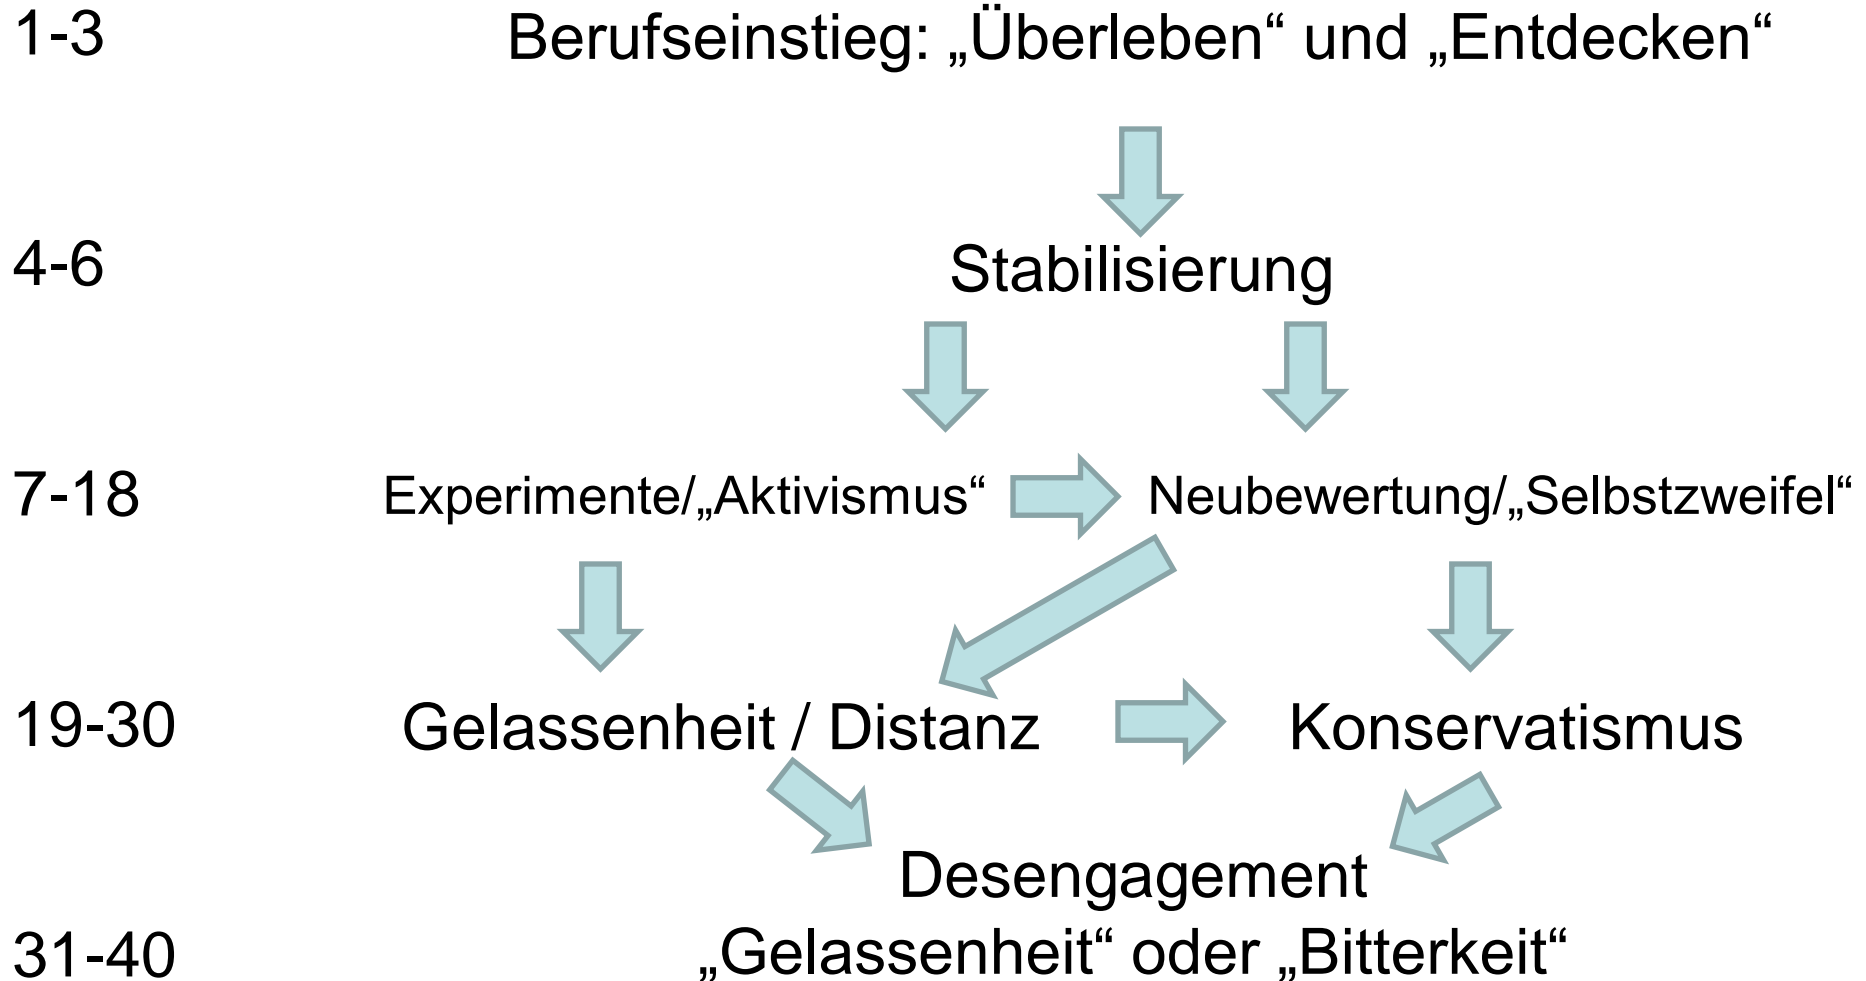 1-3 Berufseinstieg: „Überleben“ und „Entdecken“
4-6 Stabilisierung
7-18 Experimente/„Aktivismus“ Neubewertung/„Selbstzweifel“
19-30 Gelassenheit / Distanz Konservatismus
Desengagement
31-40 „Gelassenheit“ oder „Bitterkeit“